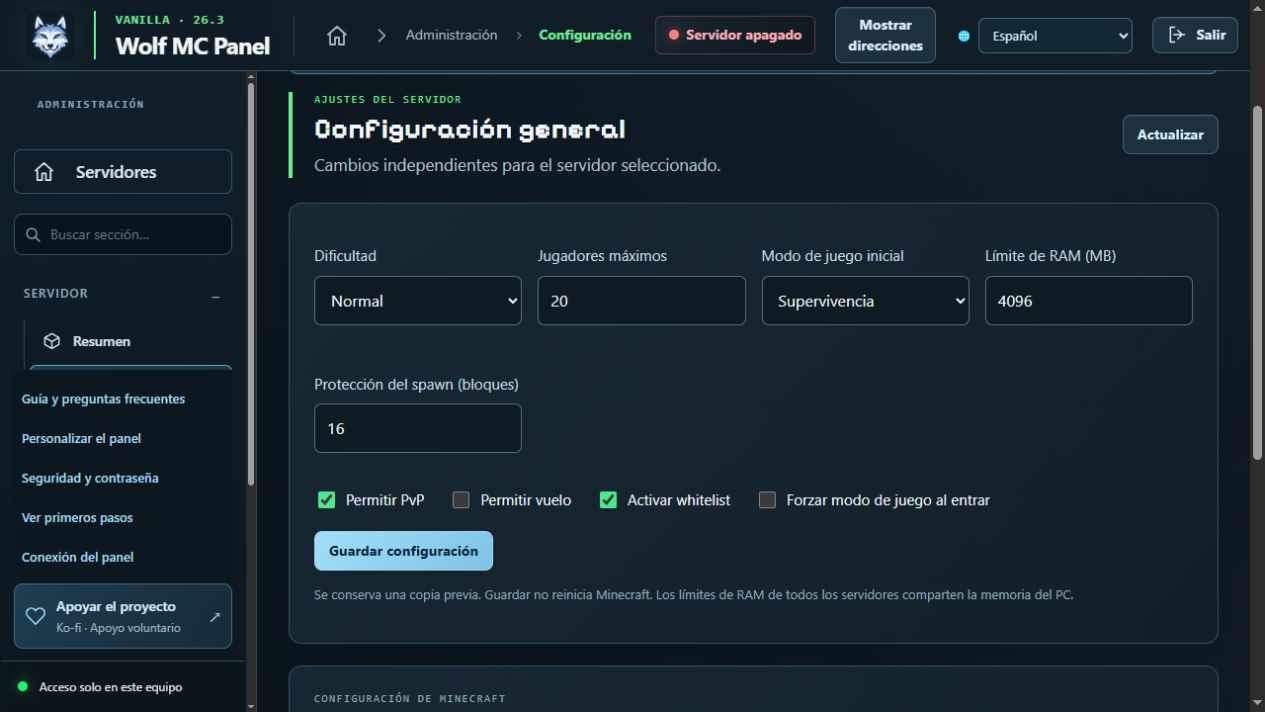 VANILLA · 26.3
Wolf MC Panel
Administración
Configuración
Servidor apagado
Mostrar
direcciones
Español
Salir
ADMINISTRACIÓN
Servidores
Buscar sección...
SERVIDOR
Resumen
Guía y preguntas frecuentes
Personalizar el panel
Seguridad y contraseña
Ver primeros pasos
Conexión del panel
Apoyar el proyecto
Ko-fi · Apoyo voluntario
Acceso solo en este equipo
AJUSTES DEL SERVIDOR
Configuración general
Cambios independientes para el servidor seleccionado.
Actualizar
Dificultad
Jugadores máximos
Modo de juego inicial
Límite de RAM (MB)
Normal
20
Supervivencia
4096
Protección del spawn (bloques)
16
Permitir PvP
Permitir vuelo
Activar whitelist
Forzar modo de juego al entrar
Guardar configuración
Se conserva una copia previa. Guardar no reinicia Minecraft. Los límites de RAM de todos los servidores comparten la memoria del PC.
CONFIGURACIÓN DE MINECRAFT